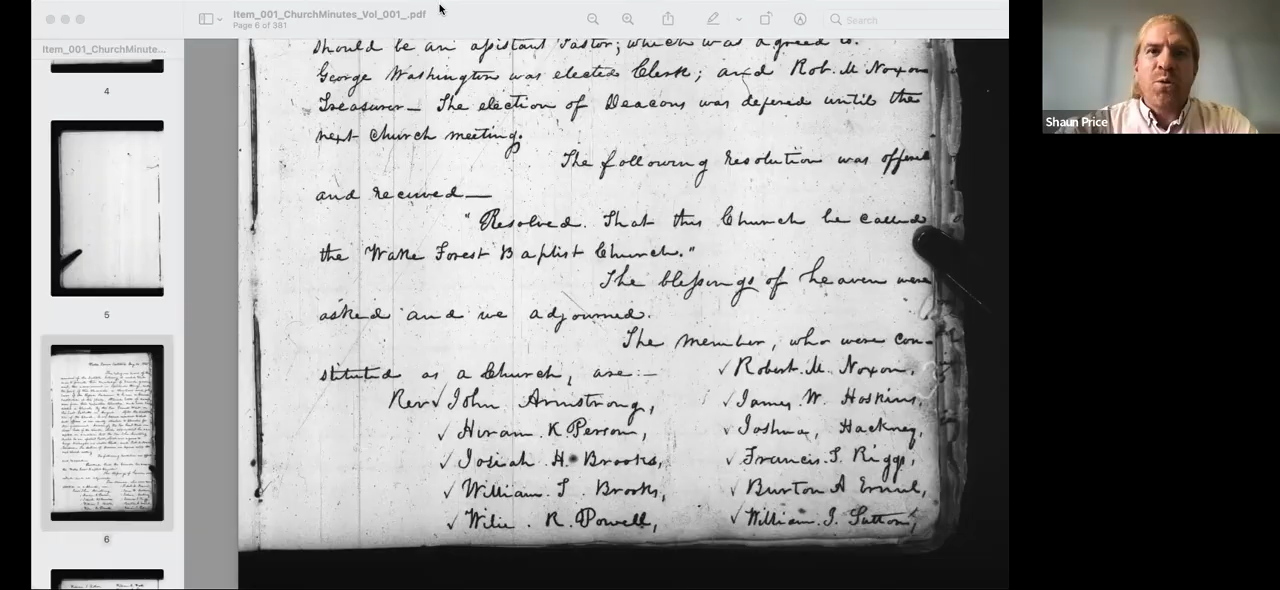 Item_001_ChurchMinutes_Vol_001_.pdf
Page 6 of 381
Search
Item_001_ChurchMinute...
4
5
6
should be an assistant Pastor; which was agreed to.
George Washington was elected Clerk; and Rob. M Noxon
Treasurer— The election of Deacons was defered until the
next Church meeting.
The following resolution was offered
and received—
"Resolved. That this Church be called
the Wake Forest Baptist Church."
The blessings of heaven were
asked and we adjourned.
The member, who were con-
stituted as a Church, are:—
✓ Robert. M. Noxon,
Rev ✓ John Armstrong,
✓ James W. Hoskins,
✓ Hiram. K. Person,
✓ Joshua, Hackney,
✓ Josiah H. Brooks,
✓ Francis. S. Riggs,
✓ William. T. Brooks,
✓ Burton A
✓ R. Powell,
✓ William. J. Sutton,
Shaun Price